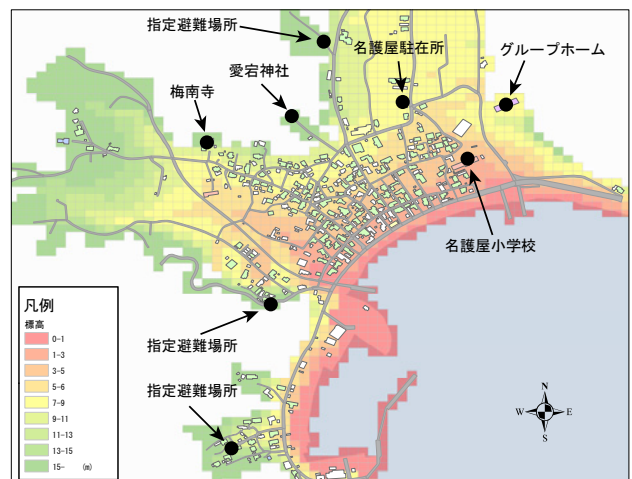 指定避難場所
名護屋駐在所
グループホーム
愛宕神社
梅南寺
名護屋小学校
指定避難場所
指定避難場所
凡例
標高
0-1
1-3
3-5
5-6
7-9
9-11
11-13
13-15
15- (m)
N
W E
S